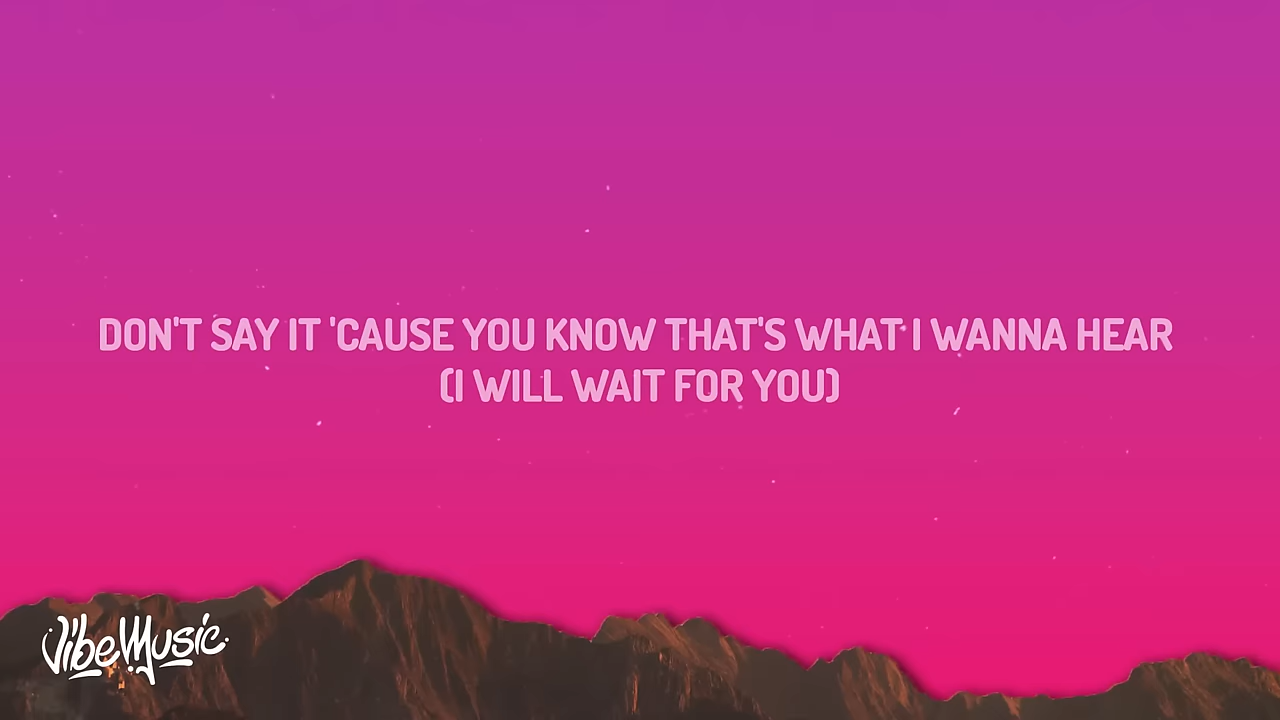 DON'T SAY IT 'CAUSE YOU KNOW THAT'S WHAT I WANNA HEAR
(I WILL WAIT FOR YOU)
VibeMusic